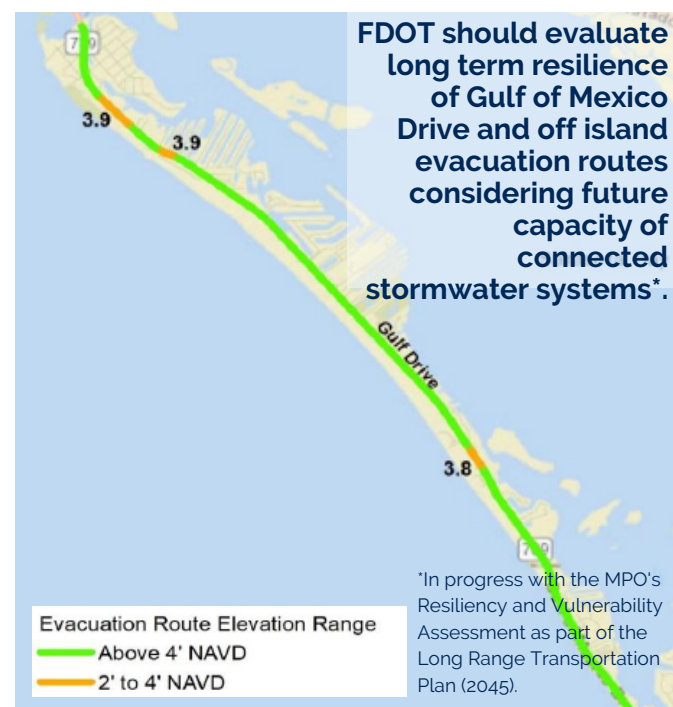 FDOT should evaluate
long term resilience
of Gulf of Mexico
Drive and off island
evacuation routes
considering future
capacity of
connected
stormwater systems*.
3.9
3.9
Gulf Drive
3.8
*In progress with the MPO's
Resiliency and Vulnerability
Assessment as part of the
Long Range Transportation
Plan (2045).
Evacuation Route Elevation Range
Above 4' NAVD
2' to 4' NAVD